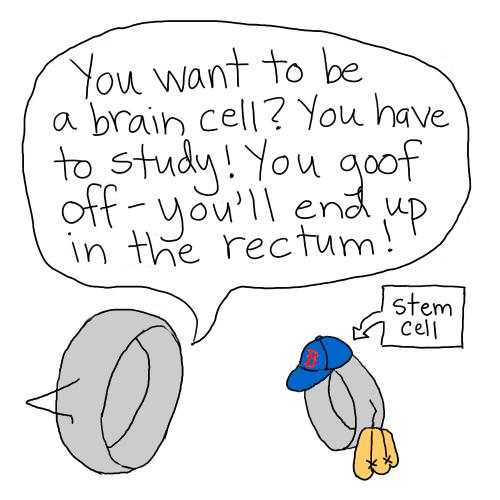 You want to be
a brain cell? You have
to study! You goof
off - you'll end up
in the rectum!
stem
cell
B